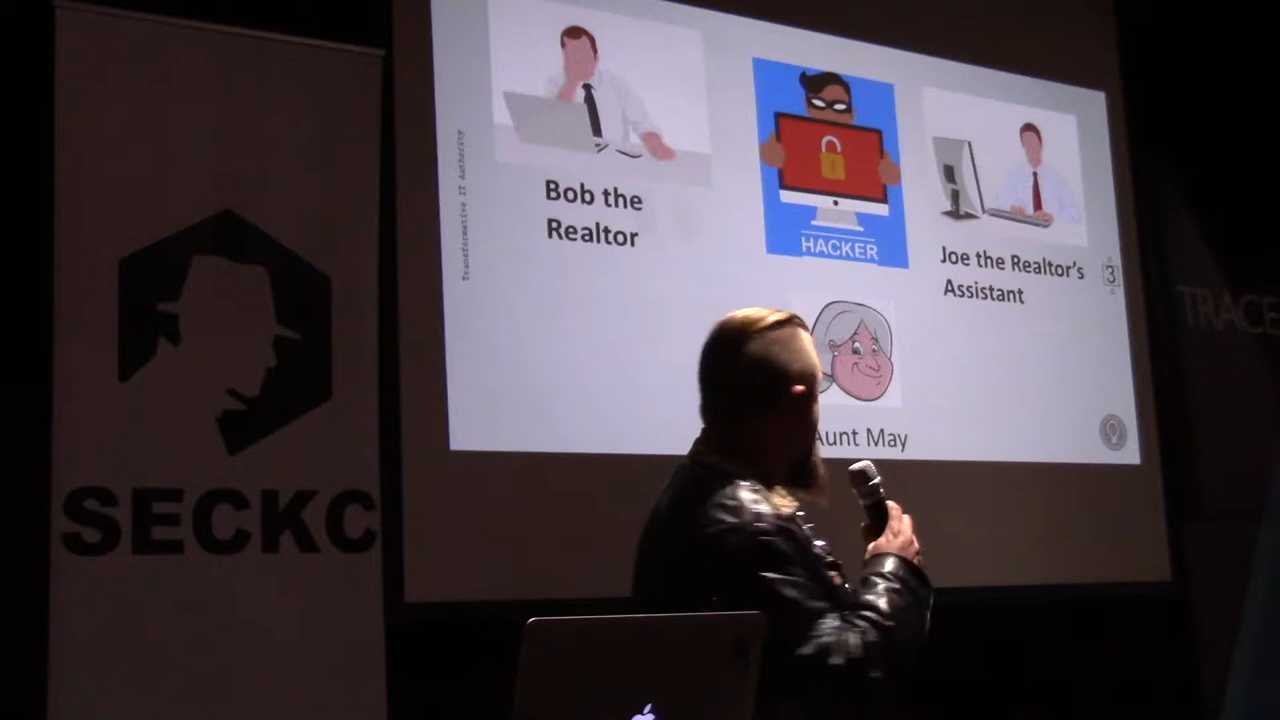 Transformative IT Authority
Bob the
Realtor
HACKER
Joe the Realtor's
Assistant
3
Aunt May
SECKC
TRACE